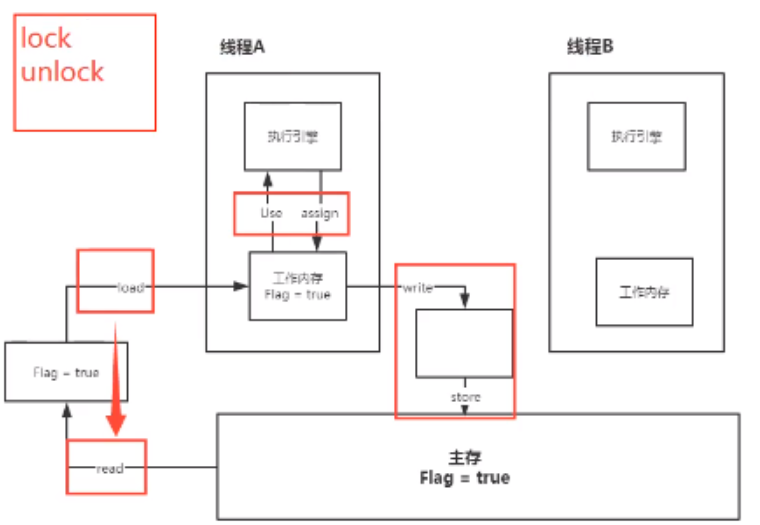 lock
unlock
线程A
线程B
执行引擎
执行引擎
Use
assign
load
工作内存
Flag = true
write
工作内存
Flag = true
store
read
主存
Flag = true